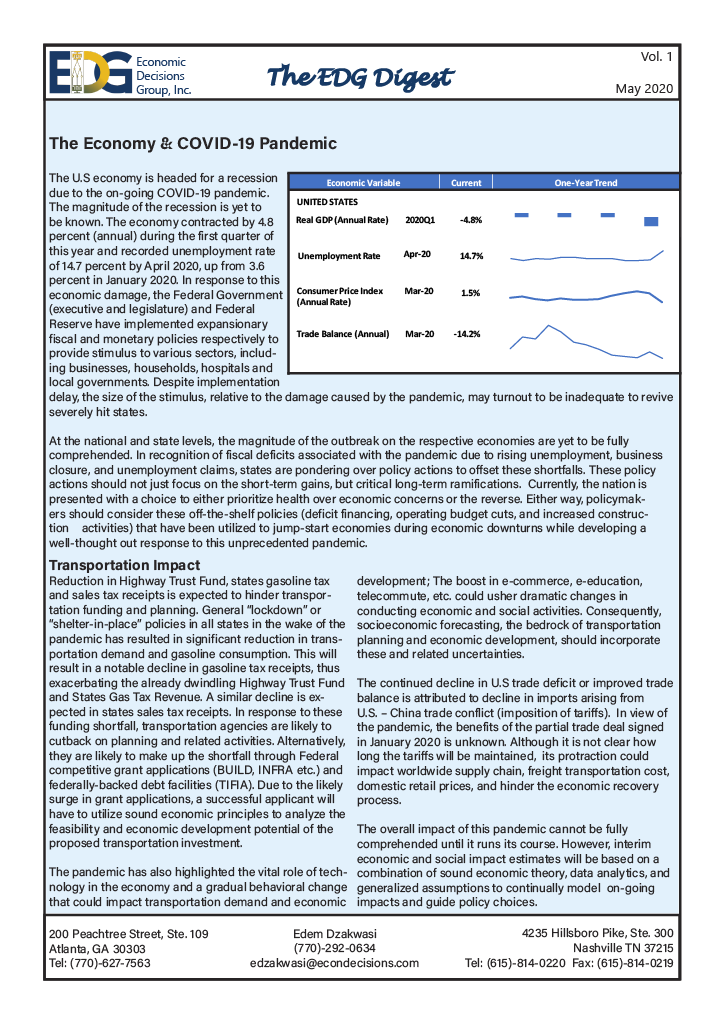 EDG
Economic
Decisions
Group, Inc.
The EDG Digest
Vol. 1
May 2020
The Economy & COVID-19 Pandemic
The U.S economy is headed for a recession
due to the on-going COVID-19 pandemic.
The magnitude of the recession is yet to
be known. The economy contracted by 4.8
percent (annual) during the first quarter of
this year and recorded unemployment rate
of 14.7 percent by April 2020, up from 3.6
percent in January 2020. In response to this
economic damage, the Federal Government
(executive and legislature) and Federal
Reserve have implemented expansionary
fiscal and monetary policies respectively to
provide stimulus to various sectors, includ-
ing businesses, households, hospitals and
local governments. Despite implementation
delay, the size of the stimulus, relative to the damage caused by the pandemic, may turnout to be inadequate to revive
severely hit states.
Economic Variable Current One-Year Trend
UNITED STATES
Real GDP (Annual Rate) 2020Q1 -4.8%
Unemployment Rate Apr-20 14.7%
Consumer Price Index Mar-20 1.5%
(Annual Rate)
Trade Balance (Annual) Mar-20 -14.2%
At the national and state levels, the magnitude of the outbreak on the respective economies are yet to be fully
comprehended. In recognition of fiscal deficits associated with the pandemic due to rising unemployment, business
closure, and unemployment claims, states are pondering over policy actions to offset these shortfalls. These policy
actions should not just focus on the short-term gains, but critical long-term ramifications. Currently, the nation is
presented with a choice to either prioritize health over economic concerns or the reverse. Either way, policymak-
ers should consider these off-the-shelf policies (deficit financing, operating budget cuts, and increased construc-
tion activities) that have been utilized to jump-start economies during economic downturns while developing a
well-thought out response to this unprecedented pandemic.
Transportation Impact
Reduction in Highway Trust Fund, states gasoline tax
and sales tax receipts is expected to hinder transpor-
tation funding and planning. General “lockdown” or
“shelter-in-place” policies in all states in the wake of the
pandemic has resulted in significant reduction in trans-
portation demand and gasoline consumption. This will
result in a notable decline in gasoline tax receipts, thus
exacerbating the already dwindling Highway Trust Fund
and States Gas Tax Revenue. A similar decline is ex-
pected in states sales tax receipts. In response to these
funding shortfall, transportation agencies are likely to
cutback on planning and related activities. Alternatively,
they are likely to make up the shortfall through Federal
competitive grant applications (BUILD, INFRA etc.) and
federally-backed debt facilities (TIFIA). Due to the likely
surge in grant applications, a successful applicant will
have to utilize sound economic principles to analyze the
feasibility and economic development potential of the
proposed transportation investment.
The pandemic has also highlighted the vital role of tech-
nology in the economy and a gradual behavioral change
that could impact transportation demand and economic
development; The boost in e-commerce, e-education,
telecommute, etc. could usher dramatic changes in
conducting economic and social activities. Consequently,
socioeconomic forecasting, the bedrock of transportation
planning and economic development, should incorporate
these and related uncertainties.
The continued decline in U.S trade deficit or improved trade
balance is attributed to decline in imports arising from
U.S. – China trade conflict (imposition of tariffs). In view of
the pandemic, the benefits of the partial trade deal signed
in January 2020 is unknown. Although it is not clear how
long the tariffs will be maintained, its protraction could
impact worldwide supply chain, freight transportation cost,
domestic retail prices, and hinder the economic recovery
process.
The overall impact of this pandemic cannot be fully
comprehended until it runs its course. However, interim
economic and social impact estimates will be based on a
combination of sound economic theory, data analytics, and
generalized assumptions to continually model on-going
impacts and guide policy choices.
200 Peachtree Street, Ste. 109
Atlanta, GA 30303
Tel: (770)-627-7563
Edem Dzakwasi
(770)-292-0634
edzakwasi@econdecisions.com
4235 Hillsboro Pike, Ste. 300
Nashville TN 37215
Tel: (615)-814-0220 Fax: (615)-814-0219